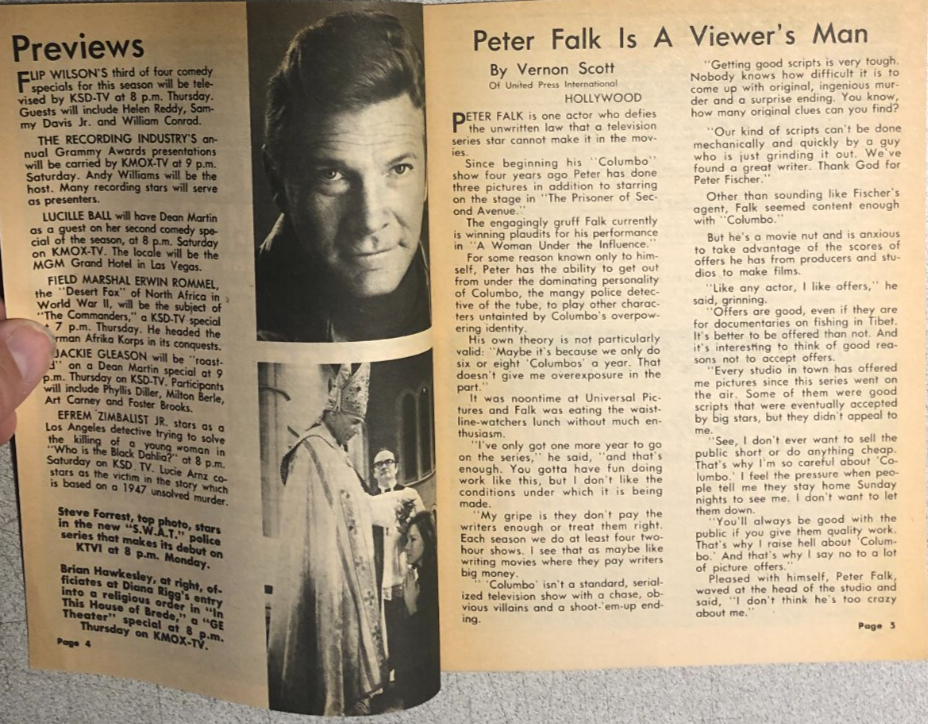 Previews
FLIP WILSON'S third of four comedy
specials for this season will be tele-
vised by KSD-TV at 8 p.m. Thursday.
Guests will include Helen Reddy, Sam-
my Davis Jr. and William Conrad.
THE RECORDING INDUSTRY'S an-
nual Grammy Awards presentations
will be carried by KMOX-TV at 9 p.m.
Saturday. Andy Williams will be the
host. Many recording stars will serve
as presenters.
LUCILLE BALL will have Dean Martin
as a guest on her second comedy spe-
cial of the season, at 8 p.m. Saturday
on KMOX-TV. The locale will be the
MGM Grand Hotel in Las Vegas.
FIELD MARSHAL ERWIN ROMMEL,
the "Desert Fox" of North Africa in
World War II, will be the subject of
"The Commanders," a KSD-TV special
7 p.m. Thursday. He headed the
rman Afrika Korps in its conquests.
JACKIE GLEASON will be "roast-
d" on a Dean Martin special at 9
p.m. Thursday on KSD-TV. Participants
will include Phyllis Diller, Milton Berle,
Art Carney and Foster Brooks.
EFREM ZIMBALIST JR. stars as a
Los Angeles detective trying to solve
the killing of a young woman in
"Who is the Black Dahlia?" at 8 p.m.
Saturday on KSD TV. Lucie Arnz co-
stars as the victim in the story which
is based on a 1947 unsolved murder.
Steve Forrest, top photo, stars
in the new "S.W.A.T." police
series that makes its debut on
KTVI at 8 p.m. Monday.
Brian Hawkesley, at right, of-
ficiates at Diana Rigg's entry
into a religious order in "In
This House of Brede," a "GE
Theater" special at 8 p.m.
Thursday on KMOX-TV.
Page 4
Peter Falk Is A Viewer's Man
By Vernon Scott
Of United Press International
HOLLYWOOD
PETER FALK is one actor who defies
the unwritten law that a television
series star cannot make it in the mov-
ies.
Since beginning his "Columbo"
show four years ago Peter has done
three pictures in addition to starring
on the stage in "The Prisoner of Sec-
ond Avenue."
The engagingly gruff Falk currently
is winning plaudits for his performance
in "A Woman Under the Influence."
For some reason known only to him-
self, Peter has the ability to get out
from under the dominating personality
of Columbo, the mangy police detec-
tive of the tube, to play other charac-
ters untainted by Columbo's overpow-
ering identity.
His own theory is not particularly
valid: "Maybe it's because we only do
six or eight 'Columbos' a year. That
doesn't give me overexposure in the
part."
It was noontime at Universal Pic-
tures and Falk was eating the waist-
line-watchers lunch without much en-
thusiasm.
"I've only got one more year to go
on the series," he said, "and that's
enough. You gotta have fun doing
work like this, but I don't like the
conditions under which it is being
made.
"My gripe is they don't pay the
writers enough or treat them right.
Each season we do at least four two-
hour shows. I see that as maybe like
writing movies where they pay writers
big money.
"'Columbo' isn't a standard, serial-
ized television show with a chase, ob-
vious villains and a shoot-'em-up end-
ing.
"Getting good scripts is very tough.
Nobody knows how difficult it is to
come up with original, ingenious mur-
der and a surprise ending. You know,
how many original clues can you find?
"Our kind of scripts can't be done
mechanically and quickly by a guy
who is just grinding it out. We've
found a great writer. Thank God for
Peter Fischer."
Other than sounding like Fischer's
agent, Falk seemed content enough
with "Columbo."
But he's a movie nut and is anxious
to take advantage of the scores of
offers he has from producers and stu-
dios to make films.
"Like any actor, I like offers," he
said, grinning.
"Offers are good, even if they are
for documentaries on fishing in Tibet.
It's better to be offered than not. And
it's interesting to think of good rea-
sons not to accept offers.
"Every studio in town has offered
me pictures since this series went on
the air. Some of them were good
scripts that were eventually accepted
by big stars, but they didn't appeal to
me.
"See, I don't ever want to sell the
public short or do anything cheap.
That's why I'm so careful about 'Co-
lumbo.' I feel the pressure when peo-
ple tell me they stay home Sunday
nights to see me. I don't want to let
them down.
"You'll always be good with the
public if you give them quality work.
That's why I raise hell about 'Colum-
bo.' And that's why I say no to a lot
of picture offers."
Pleased with himself, Peter Falk,
waved at the head of the studio and
said, "I don't think he's too crazy
about me."
Page 5